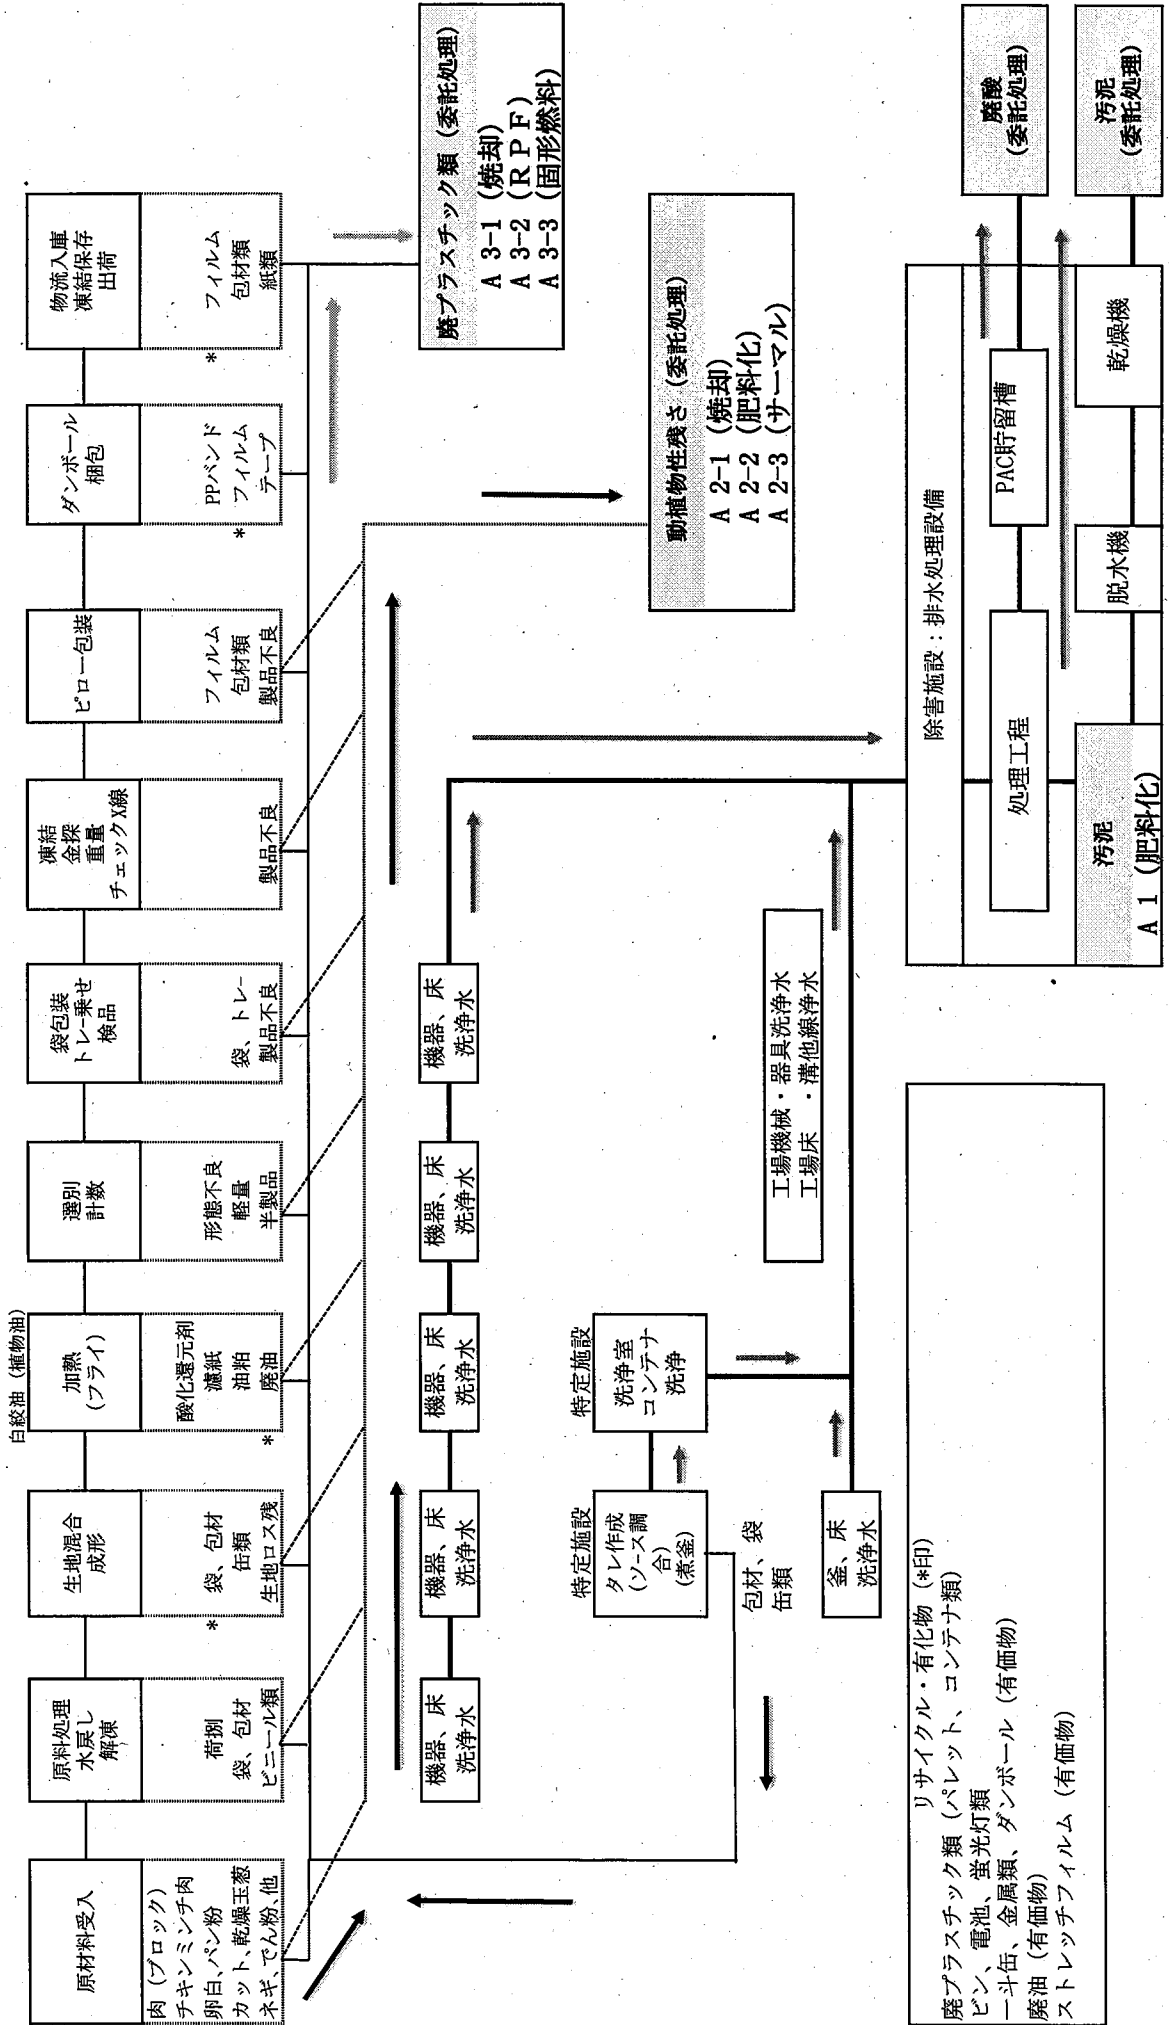 原材料受入
肉 (ブロック)
チキンミンチ肉
卵白、パン粉
カット、乾燥玉葱
ネギ、でん粉、他
原料処理
水戻し
解凍
荷捌
袋、包材
ビニール類
生地混合
成形
*
袋、包材
缶類
生地ロス残
白絞油 (植物油)
加熱
(フライ)
酸化還元剤
濾紙
油粕
*
廃油
選別
計数
形態不良
軽量
半製品
袋包装
トレー乗せ
検品
袋、トレー
製品不良
凍結
金探
重量
チェックX線
製品不良
ピロー包装
フィルム
包材類
製品不良
ダンボール
梱包
PPバンド
*
フィルム
テープ
物流入庫
凍結保存
出荷
*
フィルム
包材類
紙類
機器、床
洗浄水
機器、床
洗浄水
機器、床
洗浄水
機器、床
洗浄水
機器、床
洗浄水
廃プラスチック類 (委託処理)
A 3-1 (焼却)
A 3-2 (ＲＰＦ)
A 3-3 (固形燃料)
特定施設
タレ作成
(ソース調
合)
(煮釜)
包材、袋
缶類
特定施設
洗浄室
コンテナ
洗浄
動植物性残さ (委託処理)
A 2-1 (焼却)
A 2-2 (肥料化)
A 2-3 (サーマル)
釜、床
洗浄水
工場機械・器具洗浄水
工場床 ・溝他線浄水
除害施設：排水処理設備
処理工程
PAC貯留槽
廃酸
(委託処理)
汚泥
A 1 (肥料化)
脱水機
乾燥機
汚泥
(委託処理)
リサイクル・有化物 (*印)
廃プラスチック類 (パレット、コンテナ類)
ビン、電池、蛍光灯類
一斗缶、金属類、ダンボール (有価物)
廃油 (有価物)
ストレッチフィルム (有価物)